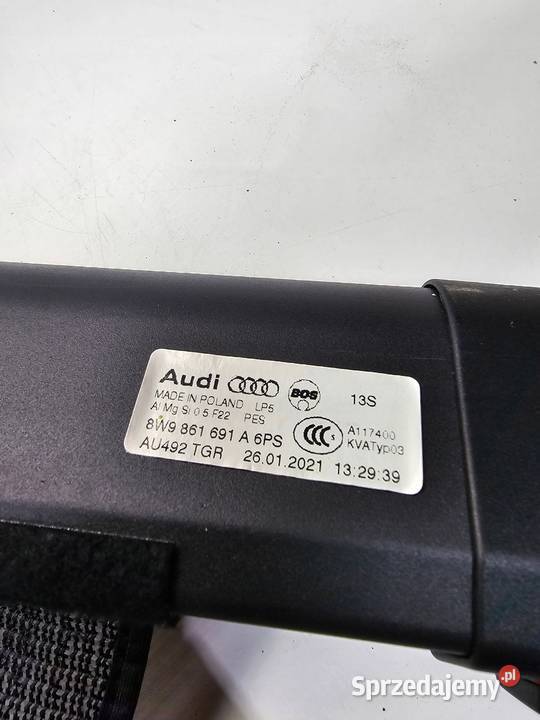 Audi BOS 13S
MADE IN POLAND LP5
Al Mg Si 0 5 F22 PES
8W9 861 691 A 6PS CCC A117400
AU492 TGR 26.01.2021 13:29:39 KVATyp03
Sprzedajemy.pl